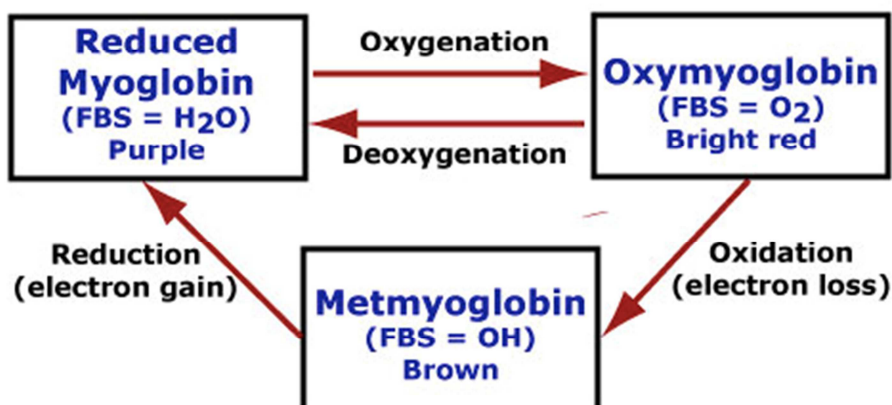 Reduced
Myoglobin
(FBS = H2O)
Purple
Oxygenation
Deoxygenation
Oxymyoglobin
(FBS = O2)
Bright red
Reduction
(electron gain)
Metmyoglobin
(FBS = OH)
Brown
Oxidation
(electron loss)